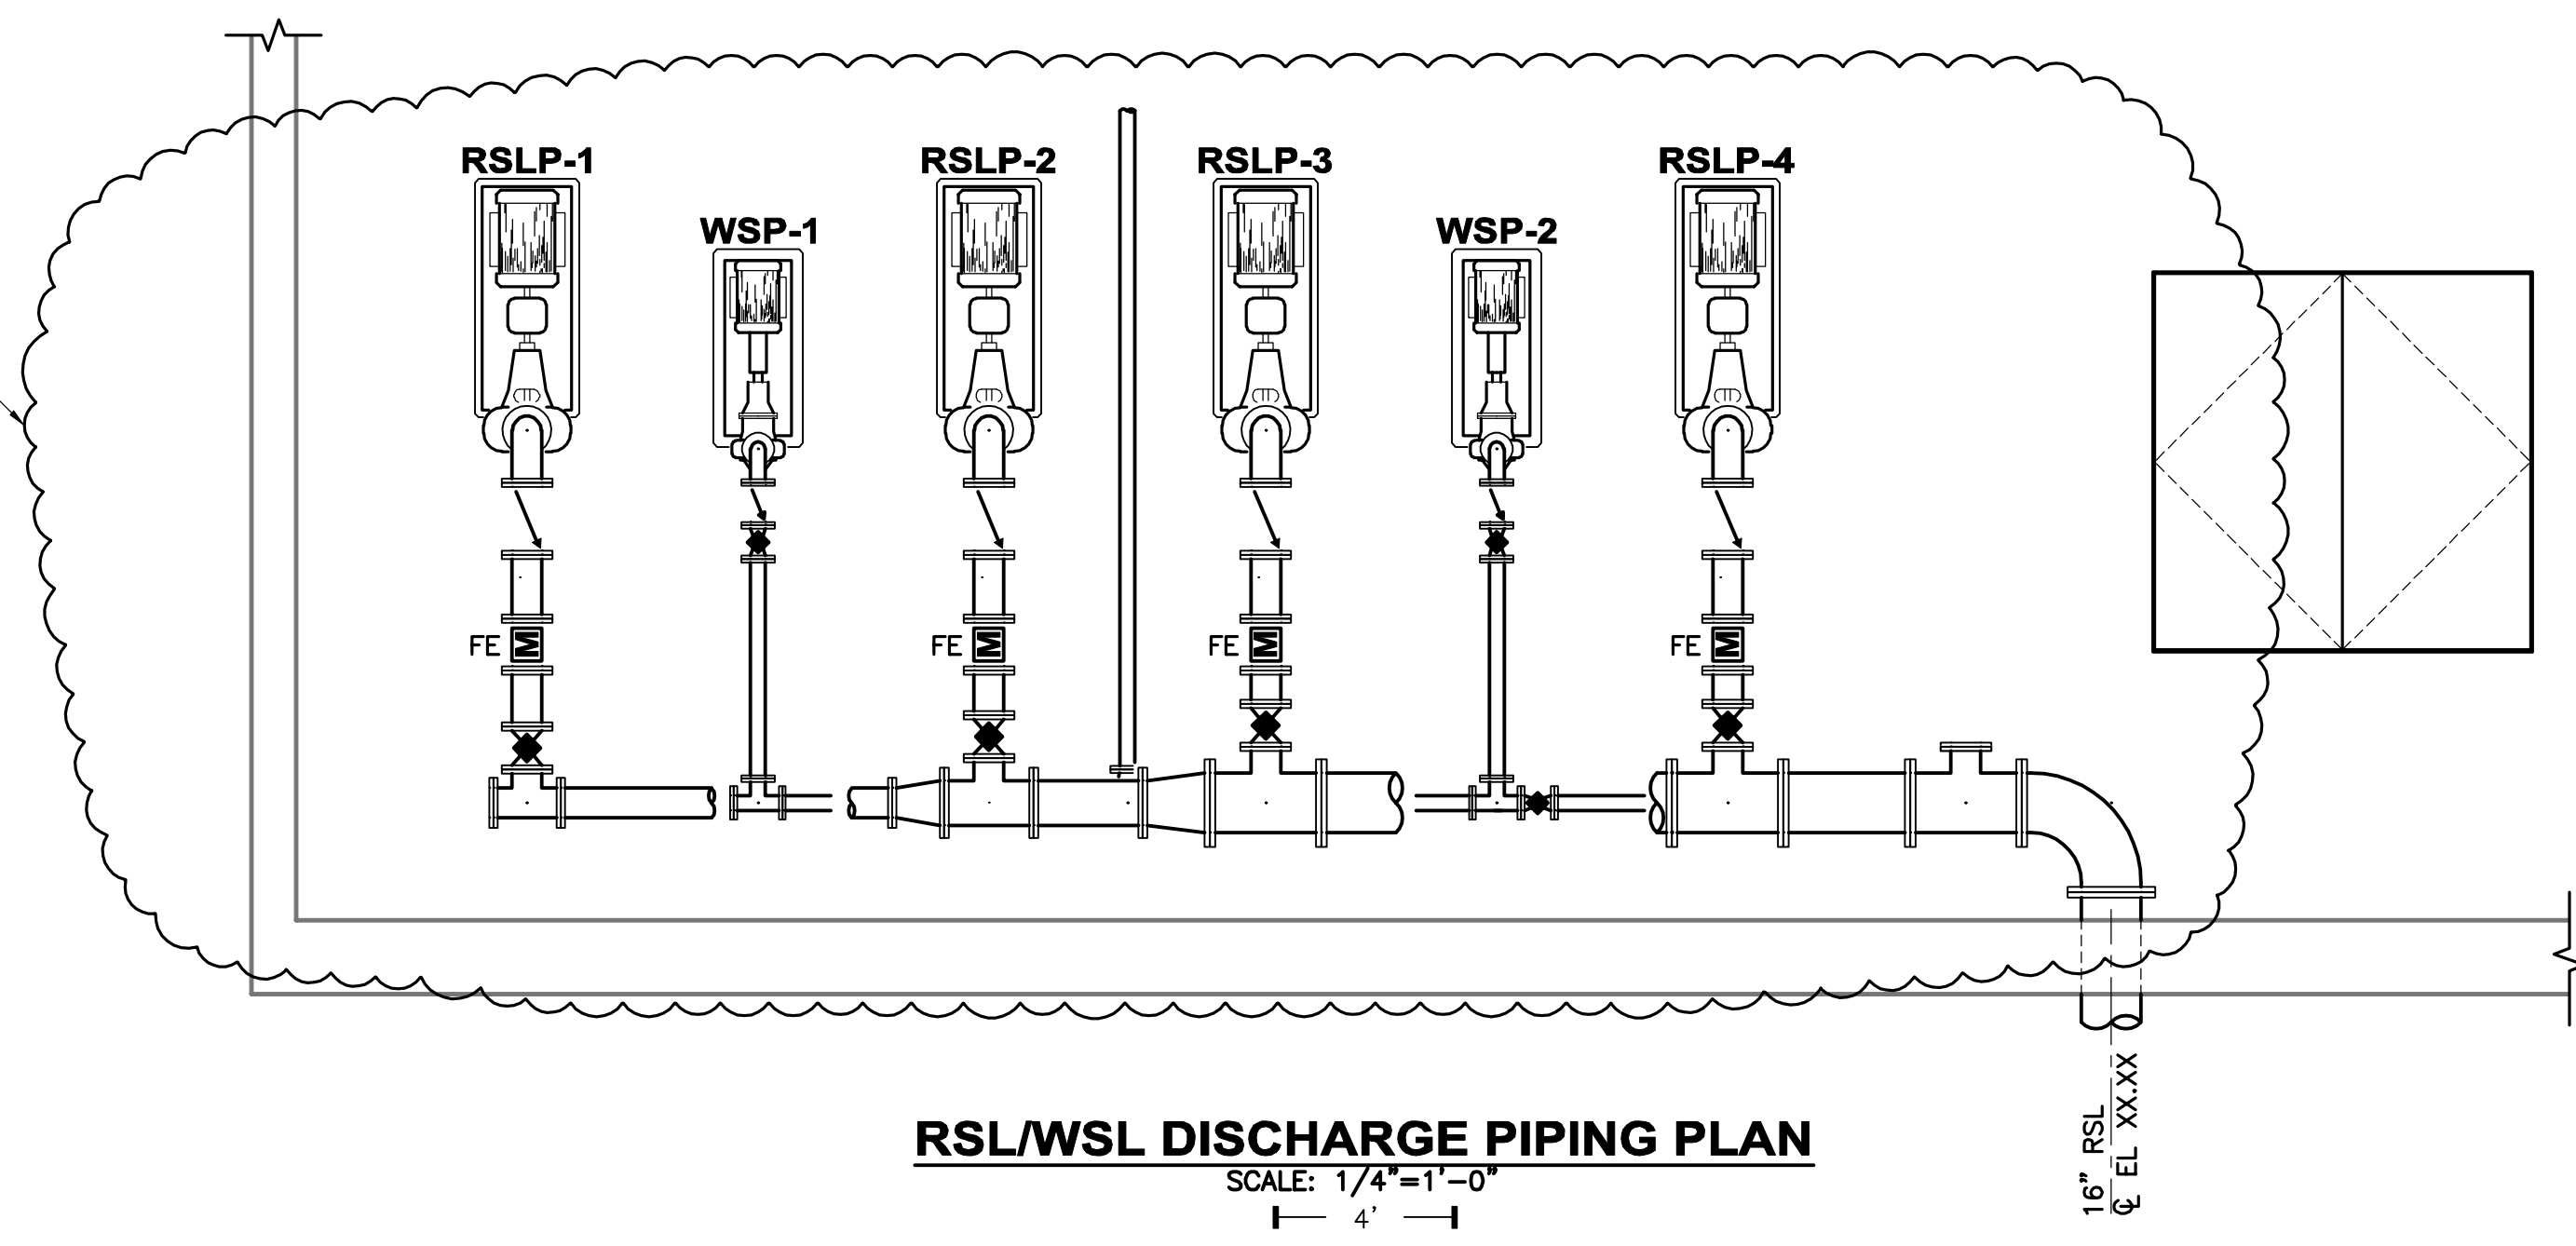 RSLP-1
RSLP-2
RSLP-3
RSLP-4
WSP-1
WSP-2
FE M
FE M
FE M
FE M
16" RSL
℄ EL XX.XX
RSL/WSL DISCHARGE PIPING PLAN
SCALE: 1/4"=1'-0"
4'